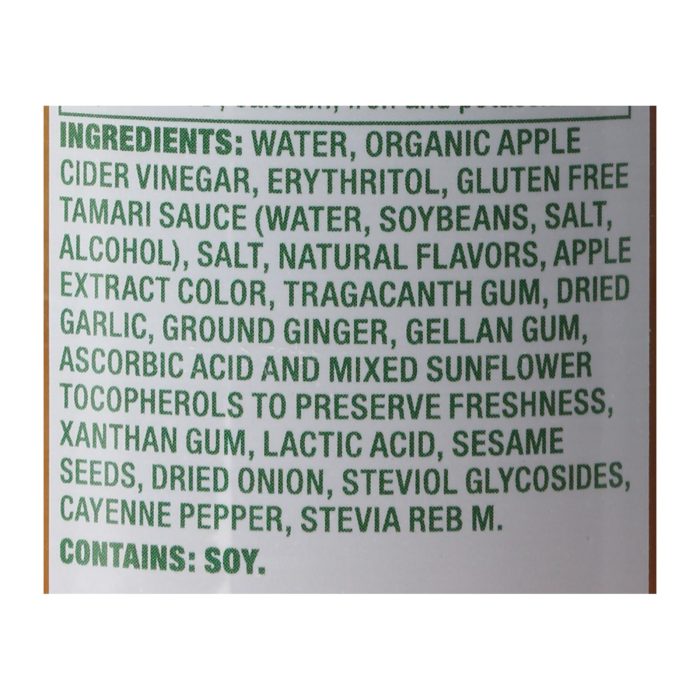 INGREDIENTS: WATER, ORGANIC APPLE
CIDER VINEGAR, ERYTHRITOL, GLUTEN FREE
TAMARI SAUCE (WATER, SOYBEANS, SALT,
ALCOHOL), SALT, NATURAL FLAVORS, APPLE
EXTRACT COLOR, TRAGACANTH GUM, DRIED
GARLIC, GROUND GINGER, GELLAN GUM,
ASCORBIC ACID AND MIXED SUNFLOWER
TOCOPHEROLS TO PRESERVE FRESHNESS,
XANTHAN GUM, LACTIC ACID, SESAME
SEEDS, DRIED ONION, STEVIOL GLYCOSIDES,
CAYENNE PEPPER, STEVIA REB M.
CONTAINS: SOY.